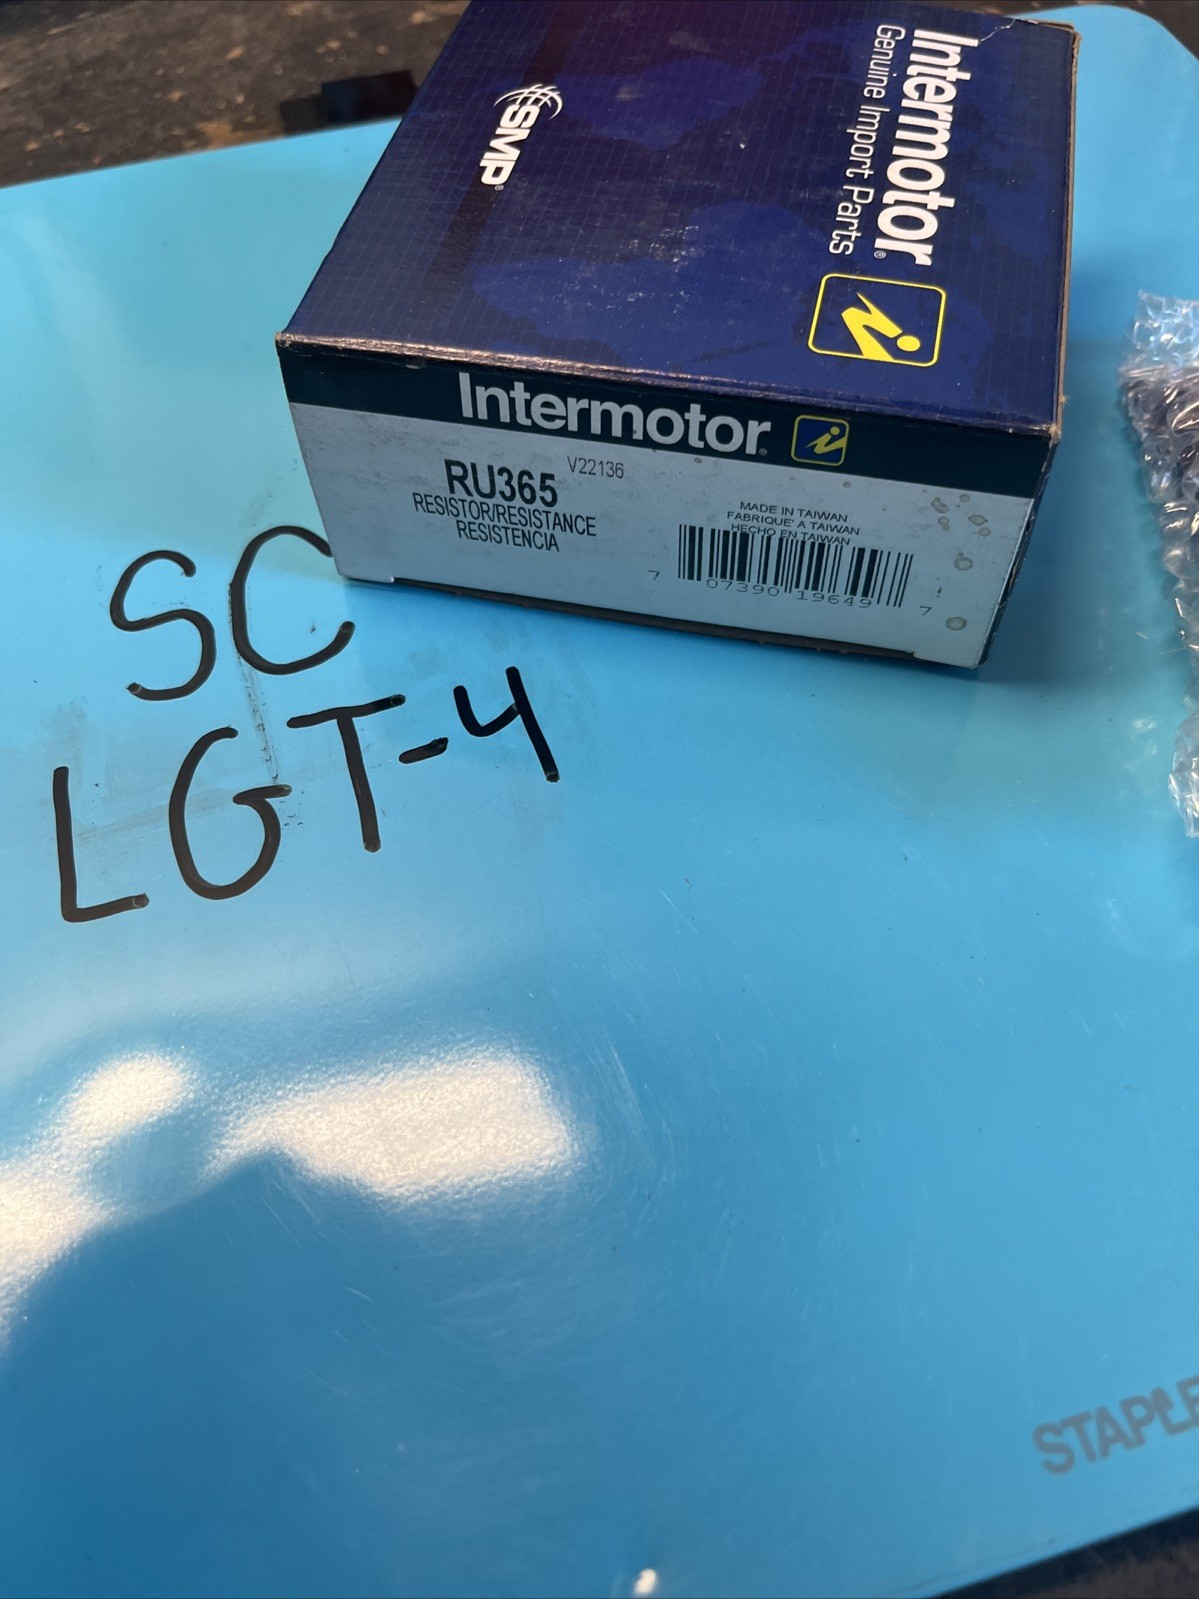 Intermotor®
Genuine Import Parts
SMP®
Intermotor®
V22136
RU365
RESISTOR/RESISTANCE
RESISTENCIA
MADE IN TAIWAN
FABRIQUE' A TAIWAN
HECHO EN TAIWAN
7 07390 19649 7
SC
LGT-4
STAPLE